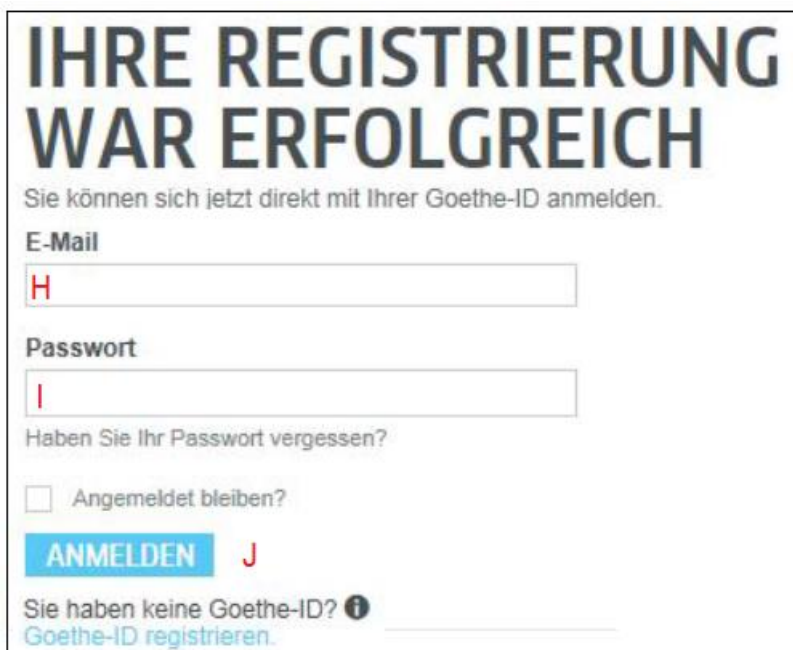 IHRE REGISTRIERUNG
WAR ERFOLGREICH
Sie können sich jetzt direkt mit Ihrer Goethe-ID anmelden.
E-Mail
H
Passwort
I
Haben Sie Ihr Passwort vergessen?
Angemeldet bleiben?
ANMELDEN J
Sie haben keine Goethe-ID? i
Goethe-ID registrieren.